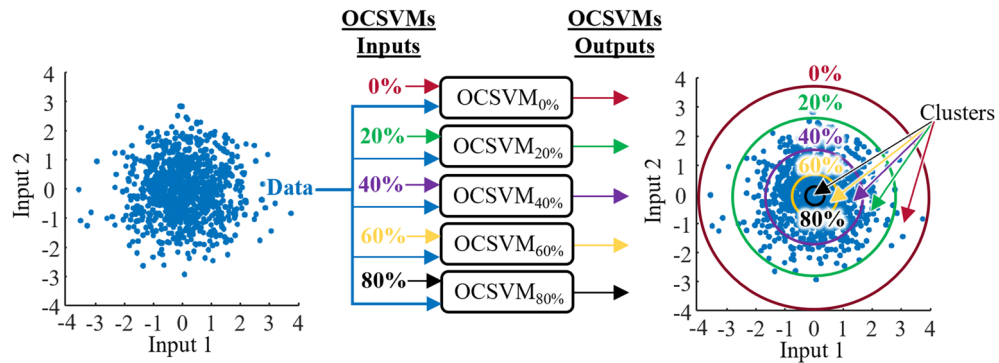 OCSVMs
Inputs
OCSVMs
Outputs
4
3
2
1
0
-1
-2
-3
-4
Input 2
-4 -3 -2 -1 0 1 2 3 4
Input 1
Data
0%
OCSVM0%
20%
OCSVM20%
40%
OCSVM40%
60%
OCSVM60%
80%
OCSVM80%
4
3
2
1
0
-1
-2
-3
-4
Input 2
-4 -3 -2 -1 0 1 2 3 4
Input 1
0%
20%
40%
60%
80%
Clusters